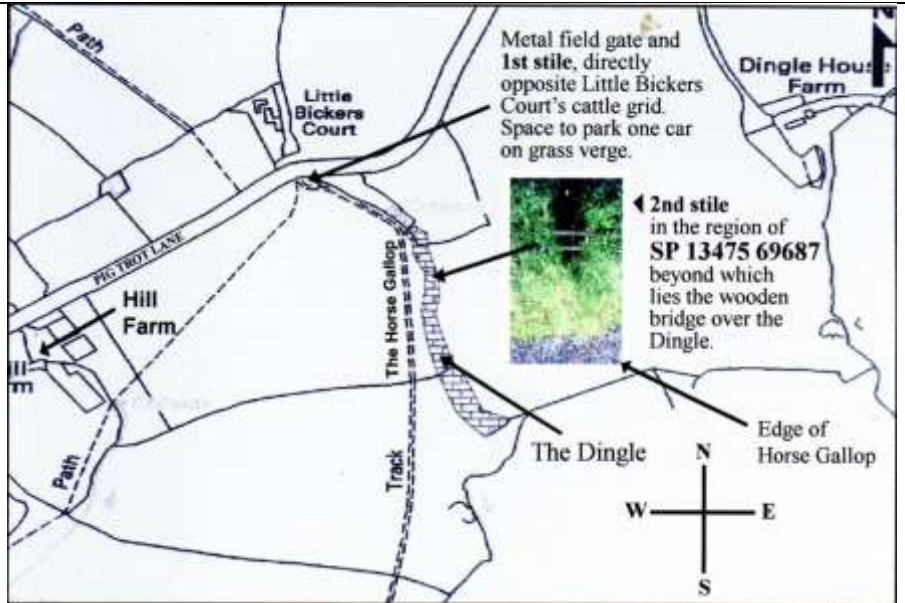 Path
Little
Bickers
Court
Metal field gate and
1st stile, directly
opposite Little Bickers
Court's cattle grid.
Space to park one car
on grass verge.
N
Dingle House
Farm
2nd stile
in the region of
SP 13475 69687
beyond which
lies the wooden
bridge over the
Dingle.
PIG TROT LANE
Hill
Farm
The Horse Gallop
ill
rm
Path
Track
The Dingle
Edge of
Horse Gallop
N
W
E
S